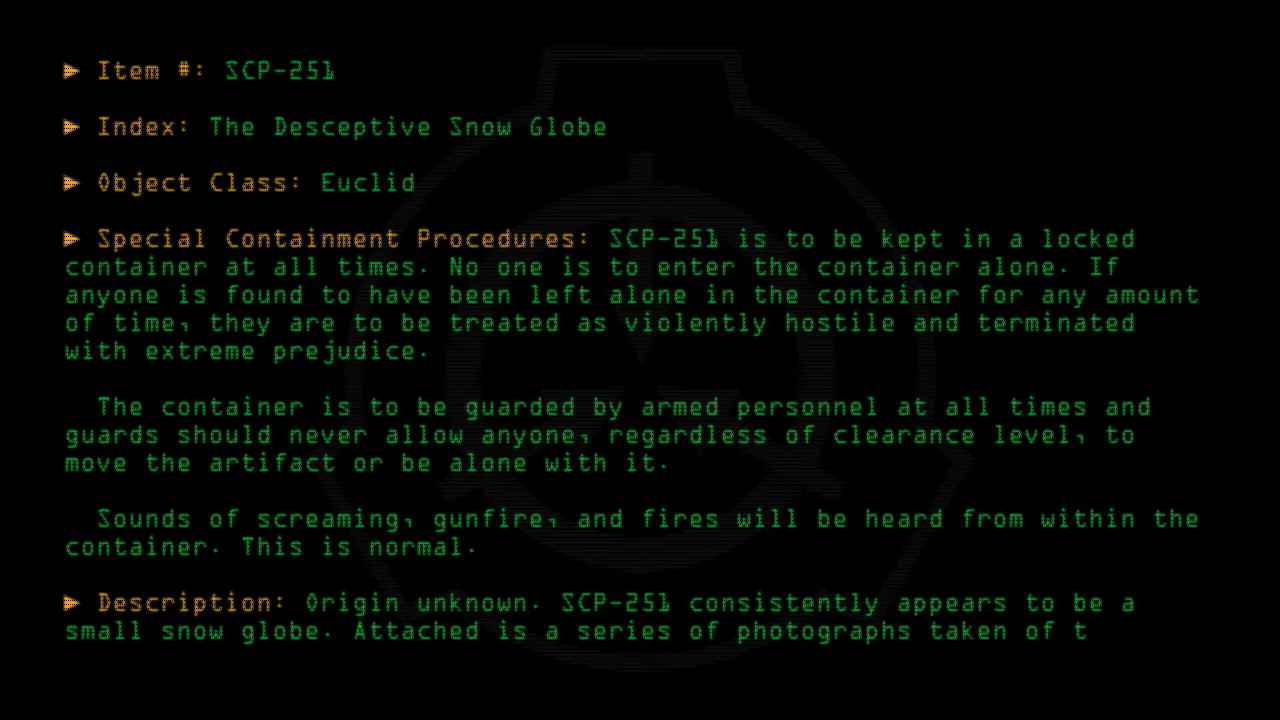 ► Item #: SCP-251
► Index: The Desceptive Snow Globe
► Object Class: Euclid
► Special Containment Procedures: SCP-251 is to be kept in a locked
container at all times. No one is to enter the container alone. If
anyone is found to have been left alone in the container for any amount
of time, they are to be treated as violently hostile and terminated
with extreme prejudice.
The container is to be guarded by armed personnel at all times and
guards should never allow anyone, regardless of clearance level, to
move the artifact or be alone with it.
Sounds of screaming, gunfire, and fires will be heard from within the
container. This is normal.
► Description: Origin unknown. SCP-251 consistently appears to be a
small snow globe. Attached is a series of photographs taken of t